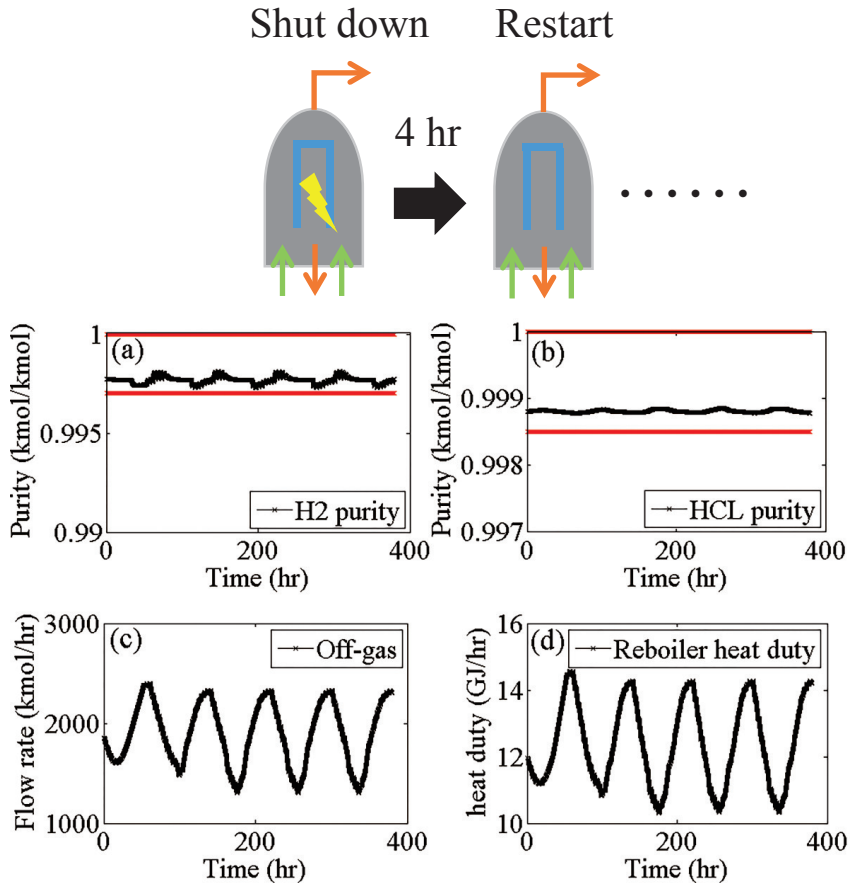 Shut down
Restart
4 hr
......
(a)
1
0.995
0.99
Purity (kmol/kmol)
H2 purity
0
200
400
Time (hr)
(b)
1
0.999
0.998
0.997
Purity (kmol/kmol)
HCL purity
0
200
400
Time (hr)
(c)
3000
2000
1000
Flow rate (kmol/hr)
Off-gas
0
200
400
Time (hr)
(d)
16
14
12
10
heat duty (GJ/hr)
Reboiler heat duty
0
200
400
Time (hr)